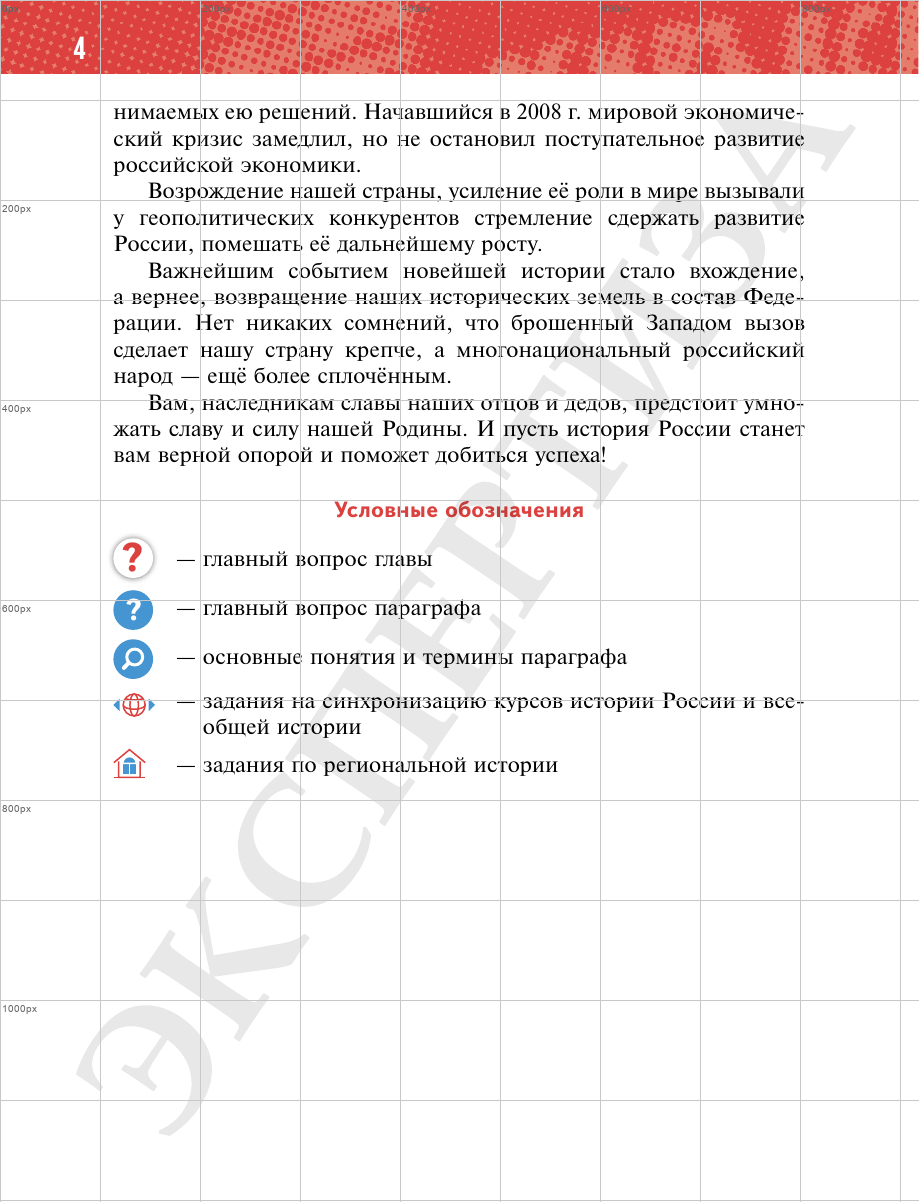 4
нимаемых ею решений. Начавшийся в 2008 г. мировой экономиче-
ский кризис замедлил, но не остановил поступательное развитие
российской экономики.
Возрождение нашей страны, усиление её роли в мире вызывали
у геополитических конкурентов стремление сдержать развитие
России, помешать её дальнейшему росту.
Важнейшим событием новейшей истории стало вхождение,
а вернее, возвращение наших исторических земель в состав Феде-
рации. Нет никаких сомнений, что брошенный Западом вызов
сделает нашу страну крепче, а многонациональный российский
народ — ещё более сплочённым.
Вам, наследникам славы наших отцов и дедов, предстоит умно-
жать славу и силу нашей Родины. И пусть история России станет
вам верной опорой и поможет добиться успеха!
Условные обозначения
? — главный вопрос главы
? — главный вопрос параграфа
— основные понятия и термины параграфа
— задания на синхронизацию курсов истории России и все-
общей истории
— задания по региональной истории
ЭКСПЕРТИЗА
200px
400px
600px
800px
1000px